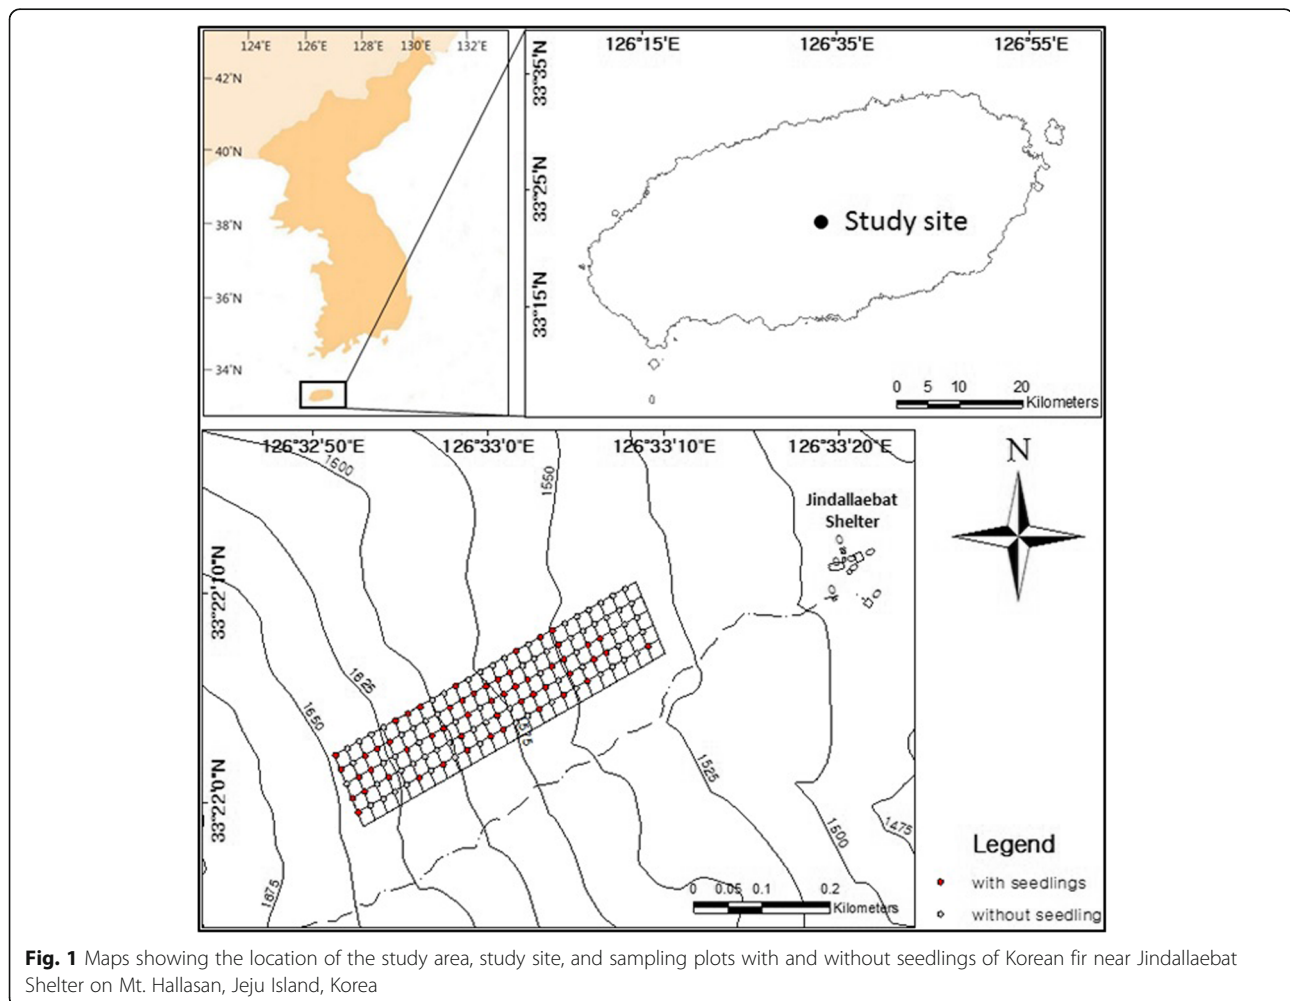 124°E 126°E 128°E 130°E 132°E
42°N
40°N
38°N
36°N
34°N
126°15'E 126°35'E 126°55'E
33°35'N
33°25'N
33°15'N
Study site
0 5 10 20
Kilometers
126°32'50"E 126°33'0"E 126°33'10"E 126°33'20"E
33°22'10"N
33°22'0"N
1600
1550
1625
1650
1575
1525
1500
1475
1675
Jindallaebat
Shelter
0 0.05 0.1 0.2
Kilometers
N
Legend
with seedlings
without seedling
Fig. 1 Maps showing the location of the study area, study site, and sampling plots with and without seedlings of Korean fir near Jindallaebat
Shelter on Mt. Hallasan, Jeju Island, Korea